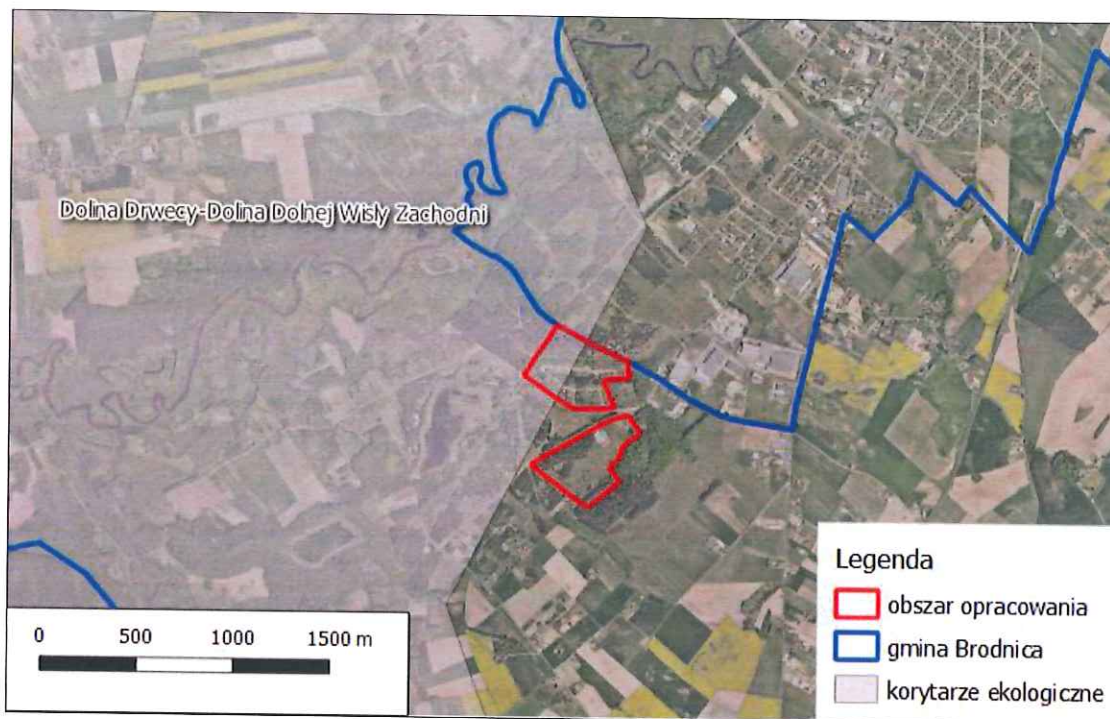 Dolina Drwecy-Dolina Dolnej Wisly Zachodni
0 500 1000 1500 m
Legenda
obszar opracowania
gmina Brodnica
korytarze ekologiczne